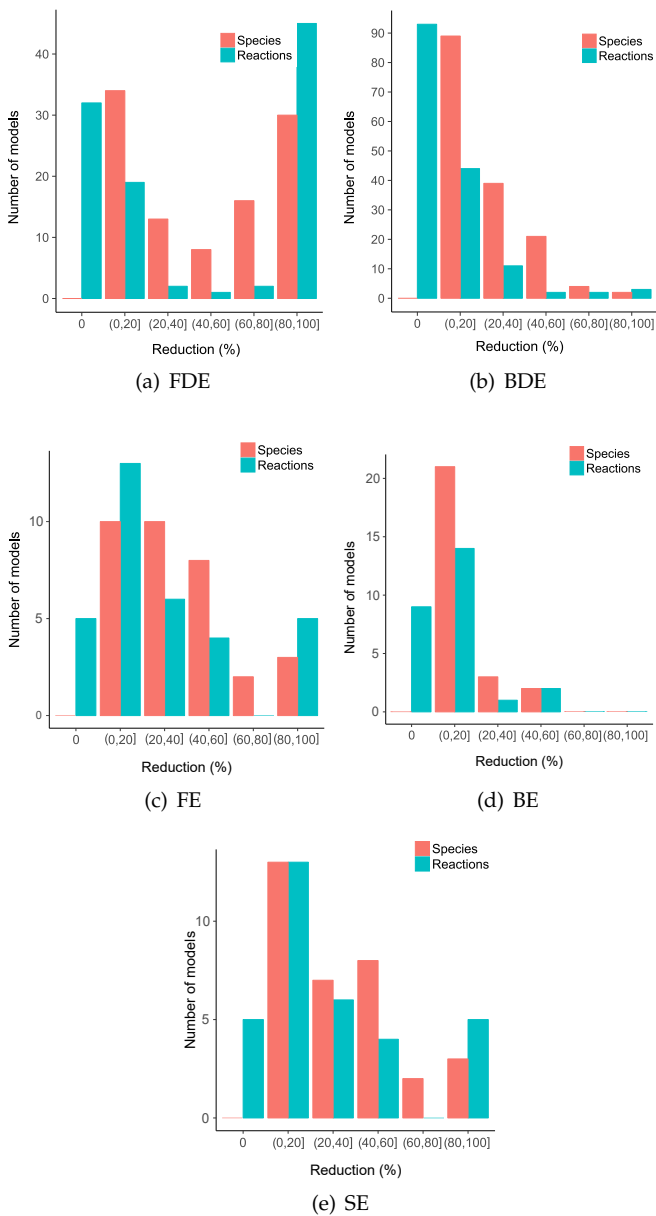 Species
Reactions
40
30
20
10
0
Number of models
0 (0,20] (20,40] (40,60] (60,80] (80,100]
Reduction (%)
(a) FDE
Species
Reactions
90
80
70
60
50
40
30
20
10
0
Number of models
0 (0,20] (20,40] (40,60] (60,80] (80,100]
Reduction (%)
(b) BDE
Species
Reactions
10
5
0
Number of models
0 (0,20] (20,40] (40,60] (60,80] (80,100]
Reduction (%)
(c) FE
Species
Reactions
20
15
10
5
0
Number of models
0 (0,20] (20,40] (40,60] (60,80] (80,100]
Reduction (%)
(d) BE
Species
Reactions
10
5
0
Number of models
0 (0,20] (20,40] (40,60] (60,80] (80,100]
Reduction (%)
(e) SE